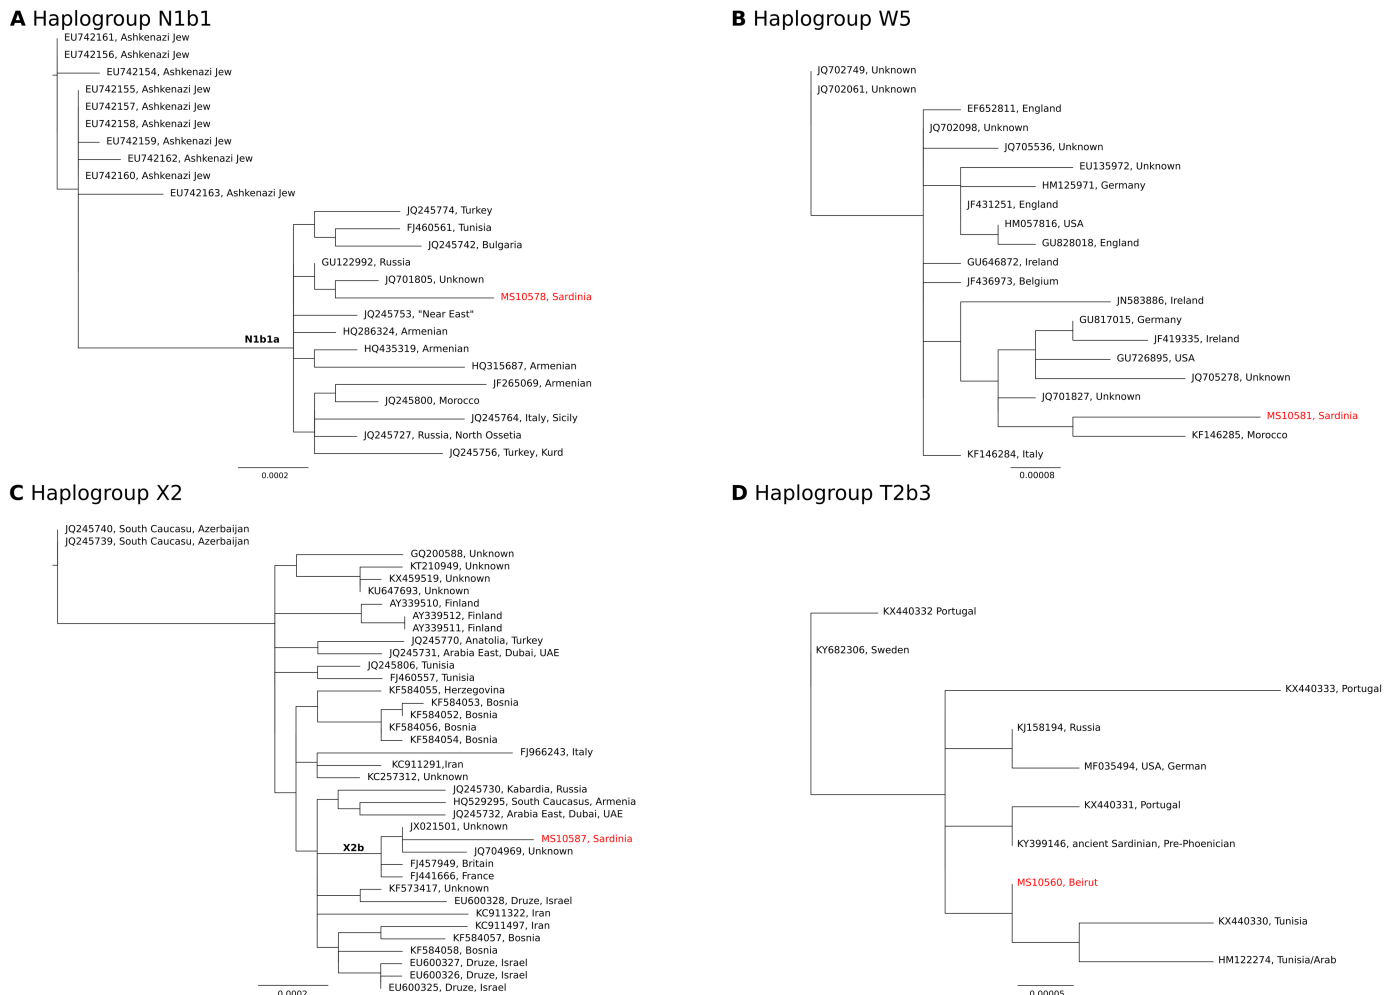 A Haplogroup N1b1
EU742161, Ashkenazi Jew
EU742156, Ashkenazi Jew
EU742154, Ashkenazi Jew
EU742155, Ashkenazi Jew
EU742157, Ashkenazi Jew
EU742158, Ashkenazi Jew
EU742159, Ashkenazi Jew
EU742162, Ashkenazi Jew
EU742160, Ashkenazi Jew
EU742163, Ashkenazi Jew
JQ245774, Turkey
FJ460561, Tunisia
JQ245742, Bulgaria
GU122992, Russia
JQ701805, Unknown
MS10578, Sardinia
JQ245753, "Near East"
HQ286324, Armenian
N1b1a
HQ435319, Armenian
HQ315687, Armenian
JF265069, Armenian
JQ245800, Morocco
JQ245764, Italy, Sicily
JQ245727, Russia, North Ossetia
JQ245756, Turkey, Kurd
0.0002
B Haplogroup W5
JQ702749, Unknown
JQ702061, Unknown
EF652811, England
JQ702098, Unknown
JQ705536, Unknown
EU135972, Unknown
HM125971, Germany
JF431251, England
HM057816, USA
GU828018, England
GU646872, Ireland
JF436973, Belgium
JN583886, Ireland
GU817015, Germany
JF419335, Ireland
GU726895, USA
JQ705278, Unknown
JQ701827, Unknown
MS10581, Sardinia
KF146285, Morocco
KF146284, Italy
0.00008
C Haplogroup X2
JQ245740, South Caucasu, Azerbaijan
JQ245739, South Caucasu, Azerbaijan
GQ200588, Unknown
KT210949, Unknown
KX459519, Unknown
KU647693, Unknown
AY339510, Finland
AY339512, Finland
AY339511, Finland
JQ245770, Anatolia, Turkey
JQ245731, Arabia East, Dubai, UAE
JQ245806, Tunisia
FJ460557, Tunisia
KF584055, Herzegovina
KF584053, Bosnia
KF584052, Bosnia
KF584056, Bosnia
KF584054, Bosnia
FJ966243, Italy
KC911291,Iran
KC257312, Unknown
JQ245730, Kabardia, Russia
HQ529295, South Caucasus, Armenia
JQ245732, Arabia East, Dubai, UAE
JX021501, Unknown
MS10587, Sardinia
X2b
JQ704969, Unknown
FJ457949, Britain
FJ441666, France
KF573417, Unknown
EU600328, Druze, Israel
KC911322, Iran
KC911497, Iran
KF584057, Bosnia
KF584058, Bosnia
EU600327, Druze, Israel
EU600326, Druze, Israel
EU600325, Druze, Israel
0.0002
D Haplogroup T2b3
KX440332 Portugal
KY682306, Sweden
KX440333, Portugal
KJ158194, Russia
MF035494, USA, German
KX440331, Portugal
KY399146, ancient Sardinian, Pre-Phoenician
MS10560, Beirut
KX440330, Tunisia
HM122274, Tunisia/Arab
0.00005